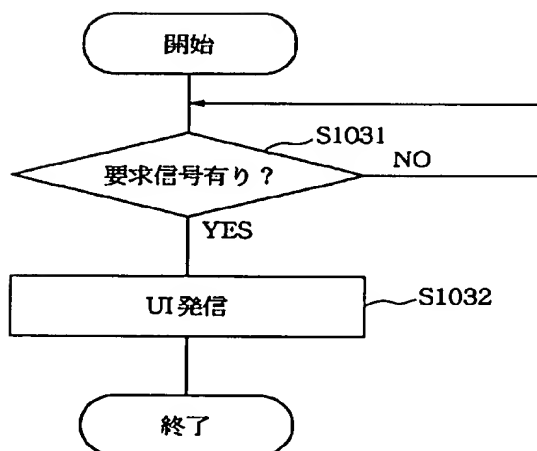 開始
S1031
要求信号有り?
NO
YES
UI発信
S1032
終了